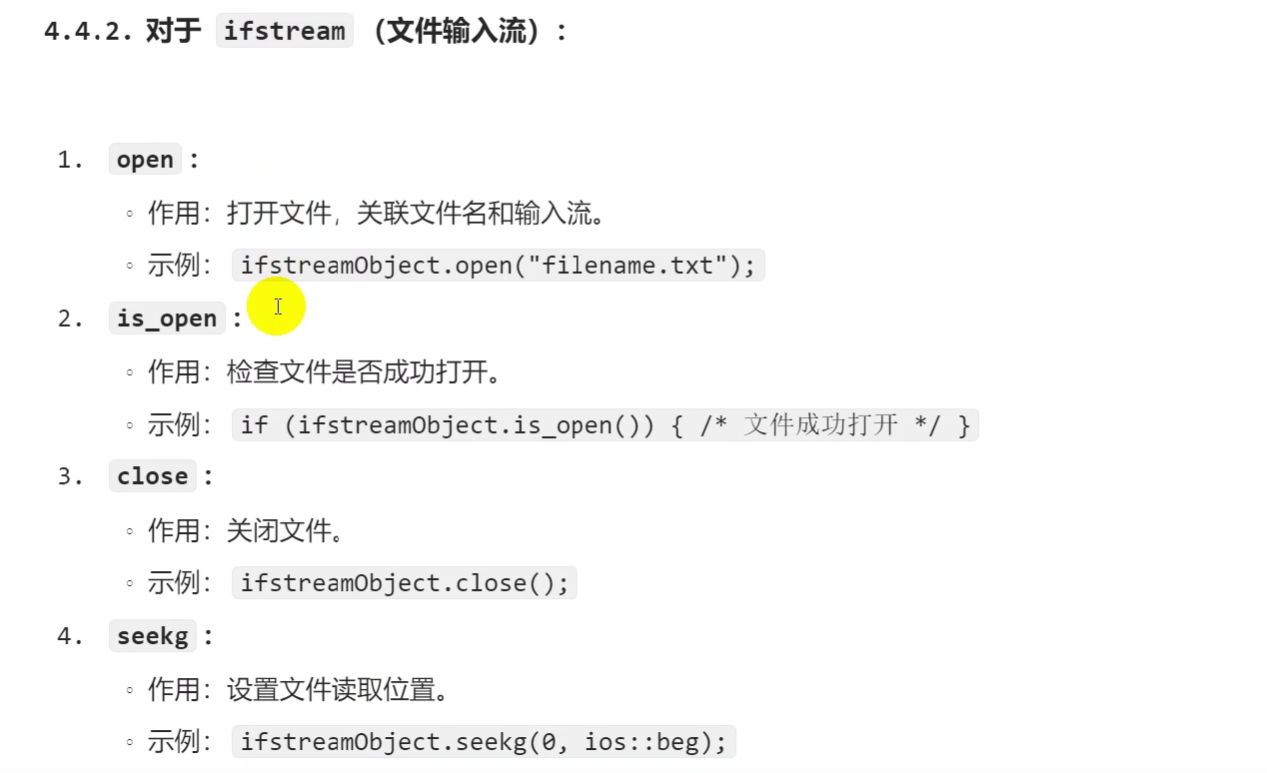 4.4.2. 对于 ifstream （文件输入流）：
1. open ：
◦ 作用：打开文件，关联文件名和输入流。
◦ 示例： ifstreamObject.open("filename.txt");
2. is_open ：
◦ 作用：检查文件是否成功打开。
◦ 示例： if (ifstreamObject.is_open()) { /* 文件成功打开 */ }
3. close ：
◦ 作用：关闭文件。
◦ 示例： ifstreamObject.close();
4. seekg ：
◦ 作用：设置文件读取位置。
◦ 示例： ifstreamObject.seekg(0, ios::beg);